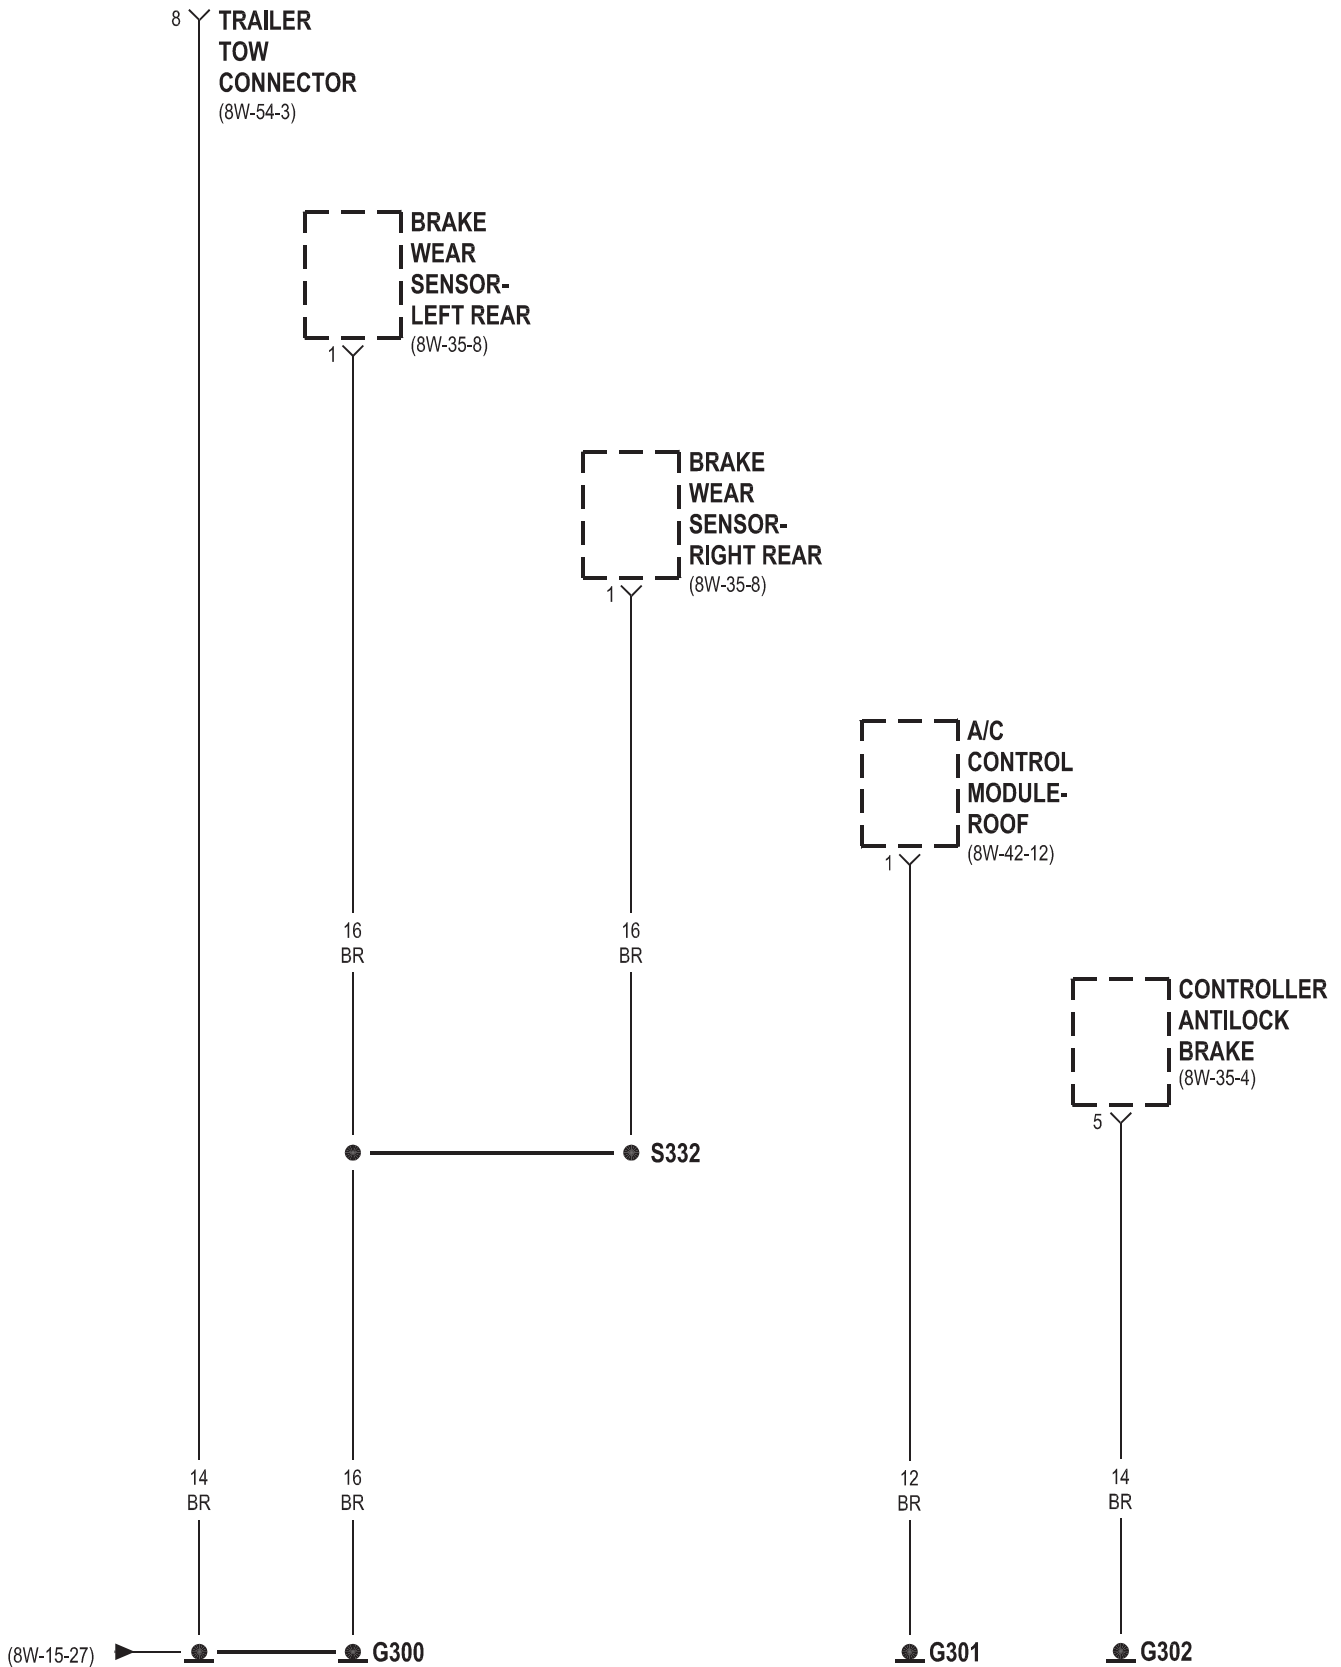 8
TRAILER
TOW
CONNECTOR
(8W-54-3)
BRAKE
WEAR
SENSOR-
LEFT REAR
(8W-35-8)
1
BRAKE
WEAR
SENSOR-
RIGHT REAR
(8W-35-8)
1
A/C
CONTROL
MODULE-
ROOF
(8W-42-12)
1
16
BR
16
BR
CONTROLLER
ANTILOCK
BRAKE
(8W-35-4)
5
S332
14
BR
16
BR
12
BR
14
BR
(8W-15-27)
G300
G301
G302